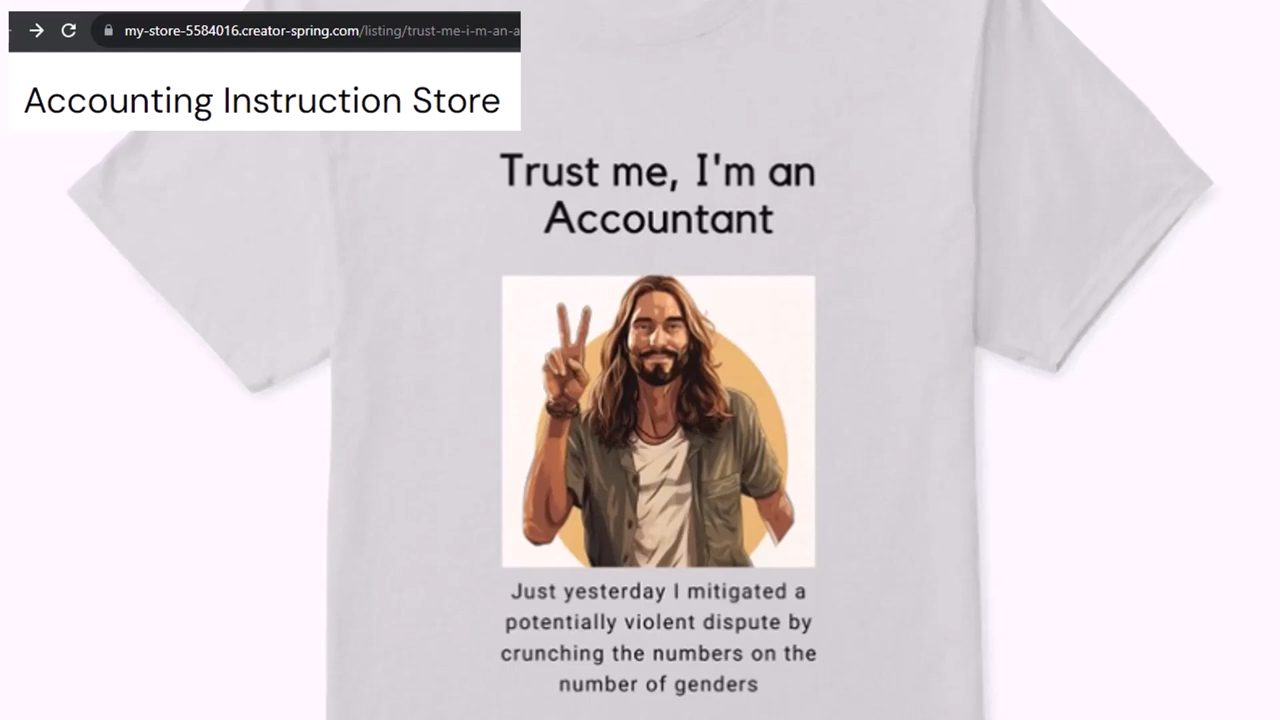 my-store-5584016.creator-spring.com/listing/trust-me-i-m-an-a
Accounting Instruction Store
Trust me, I'm an
Accountant
Just yesterday I mitigated a
potentially violent dispute by
crunching the numbers on the
number of genders